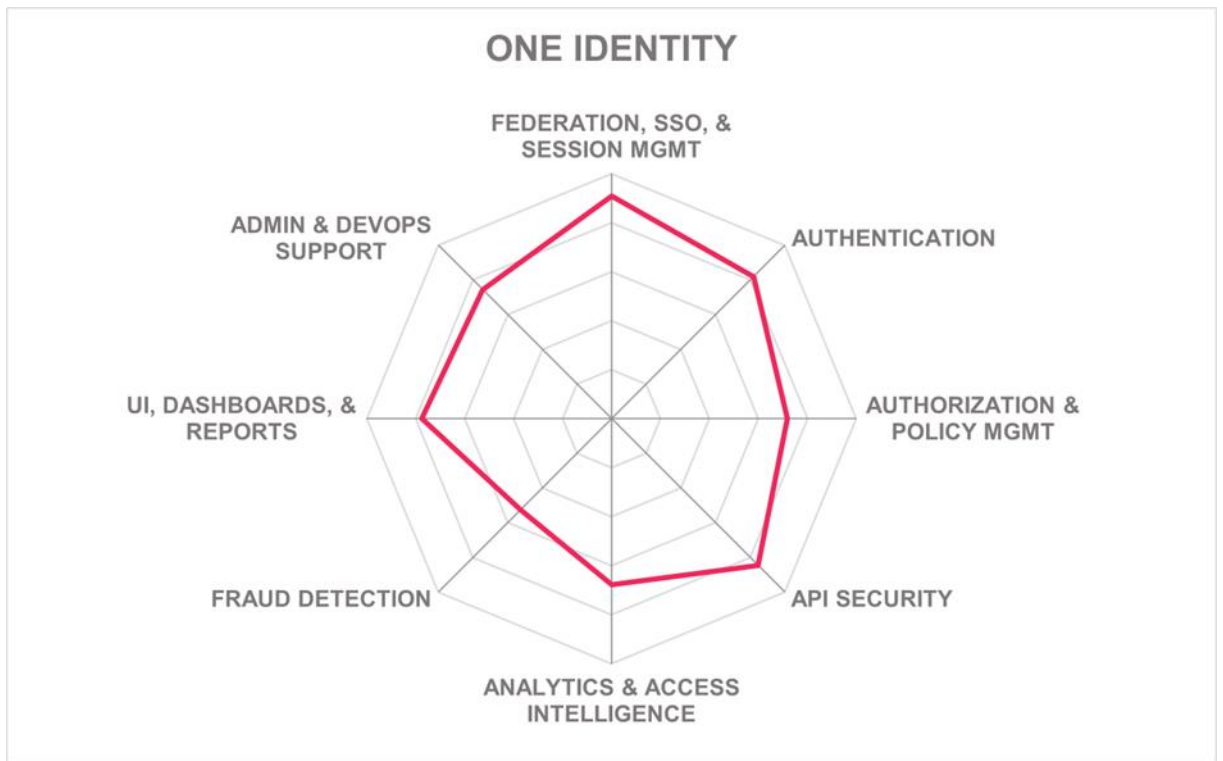 ONE IDENTITY
FEDERATION, SSO, &
SESSION MGMT
ADMIN & DEVOPS
SUPPORT
AUTHENTICATION
UI, DASHBOARDS, &
REPORTS
AUTHORIZATION &
POLICY MGMT
FRAUD DETECTION
API SECURITY
ANALYTICS & ACCESS
INTELLIGENCE